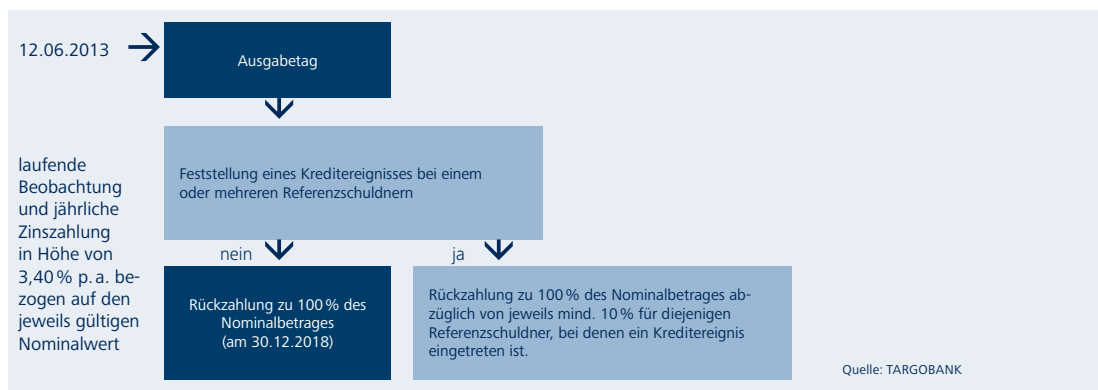 12.06.2013
Ausgabetag
laufende
Beobachtung
und jährliche
Zinszahlung
in Höhe von
3,40 % p. a. be-
zogen auf den
jeweils gültigen
Nominalwert
Feststellung eines Kreditereignisses bei einem
oder mehreren Referenzschuldnern
nein
ja
Rückzahlung zu 100 % des
Nominalbetrages
(am 30.12.2018)
Rückzahlung zu 100 % des Nominalbetrages ab-
züglich von jeweils mind. 10 % für diejenigen
Referenzschuldner, bei denen ein Kreditereignis
eingetreten ist.
Quelle: TARGOBANK